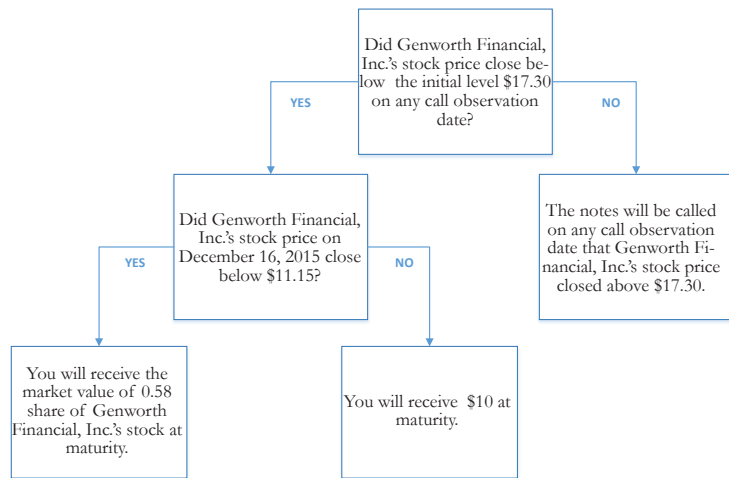 Did Genworth Financial,
Inc.'s stock price close be-
low the initial level $17.30
on any call observation
date?
YES
NO
Did Genworth Financial,
Inc.'s stock price on
December 16, 2015 close
below $11.15?
The notes will be called
on any call observation
date that Genworth Fi-
nancial, Inc.'s stock price
closed above $17.30.
YES
NO
You will receive the
market value of 0.58
share of Genworth
Financial, Inc.'s stock at
maturity.
You will receive $10 at
maturity.